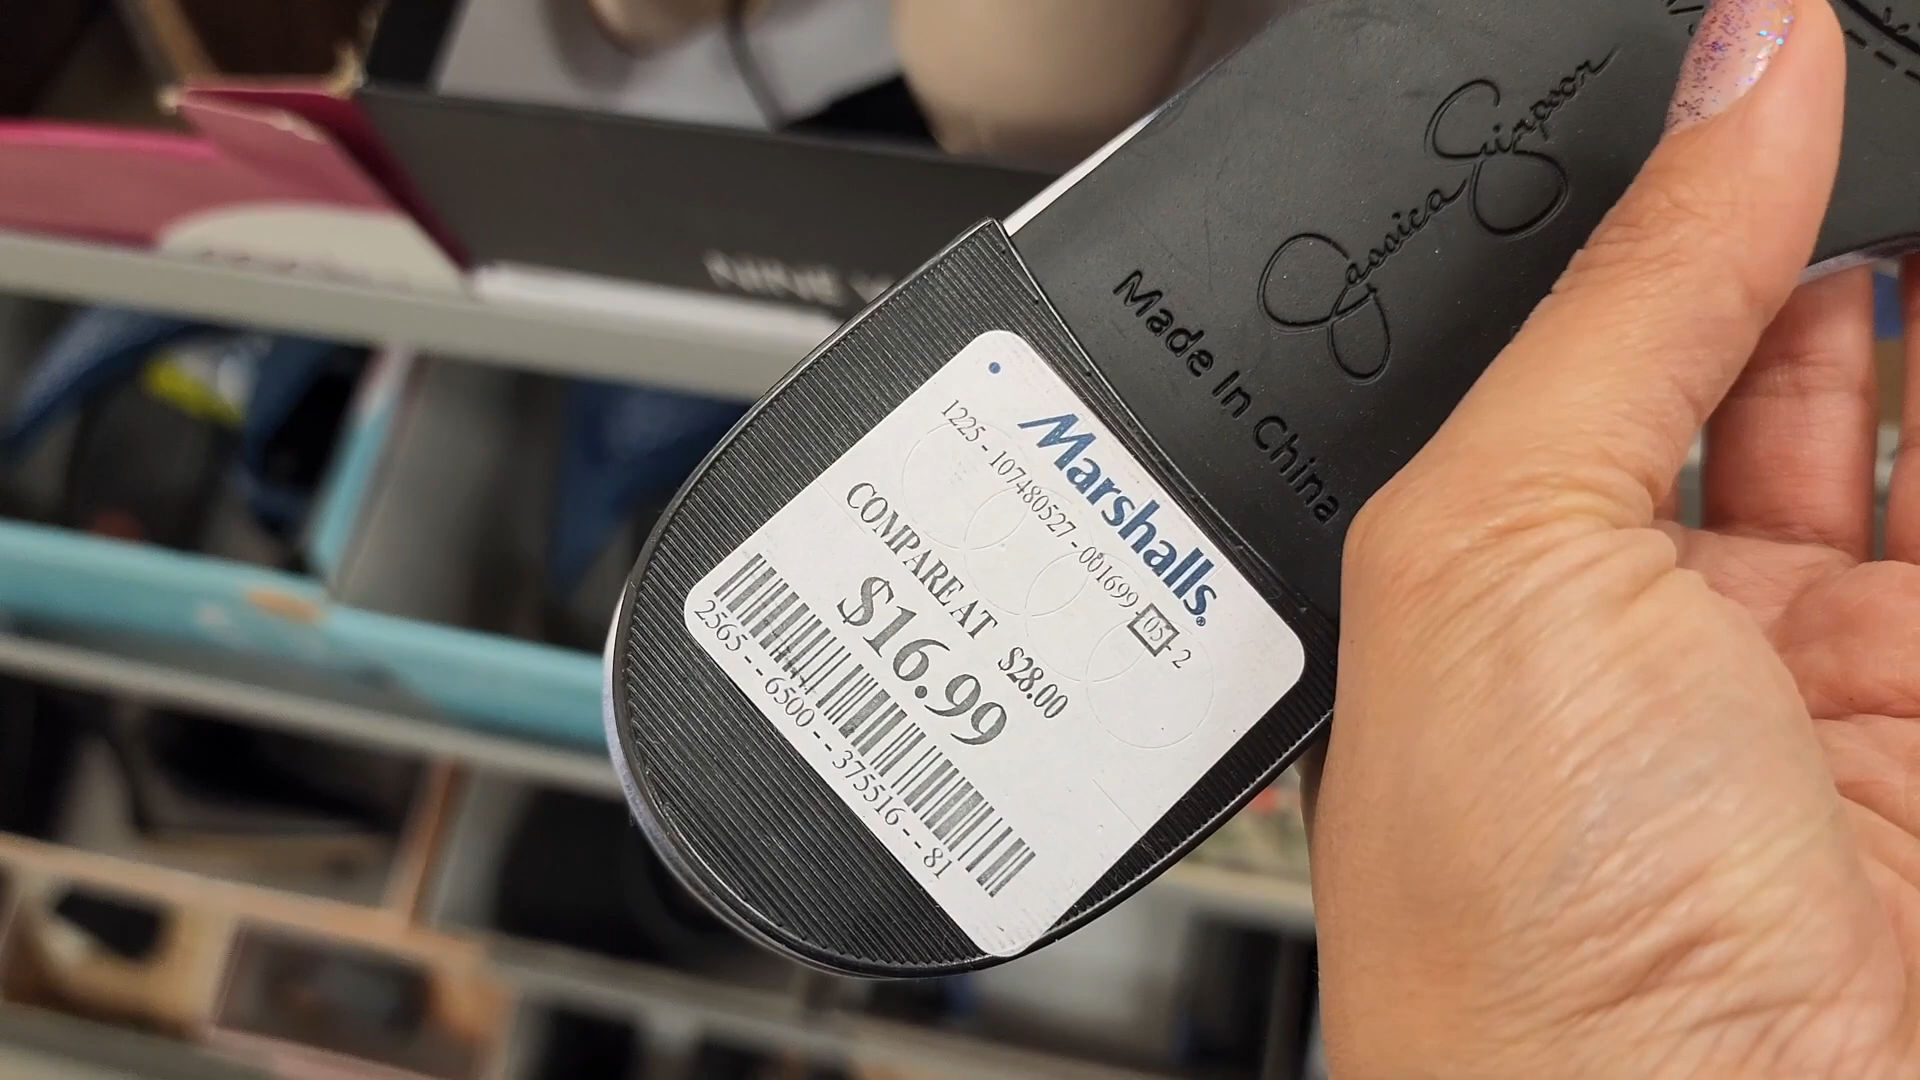 Jessica Simpson
Made In China
Marshalls®
1225 - 107480527 - 001699 - 05 - 2
COMPARE AT $28.00
$16.99
2565--6500--375516--81
NINE